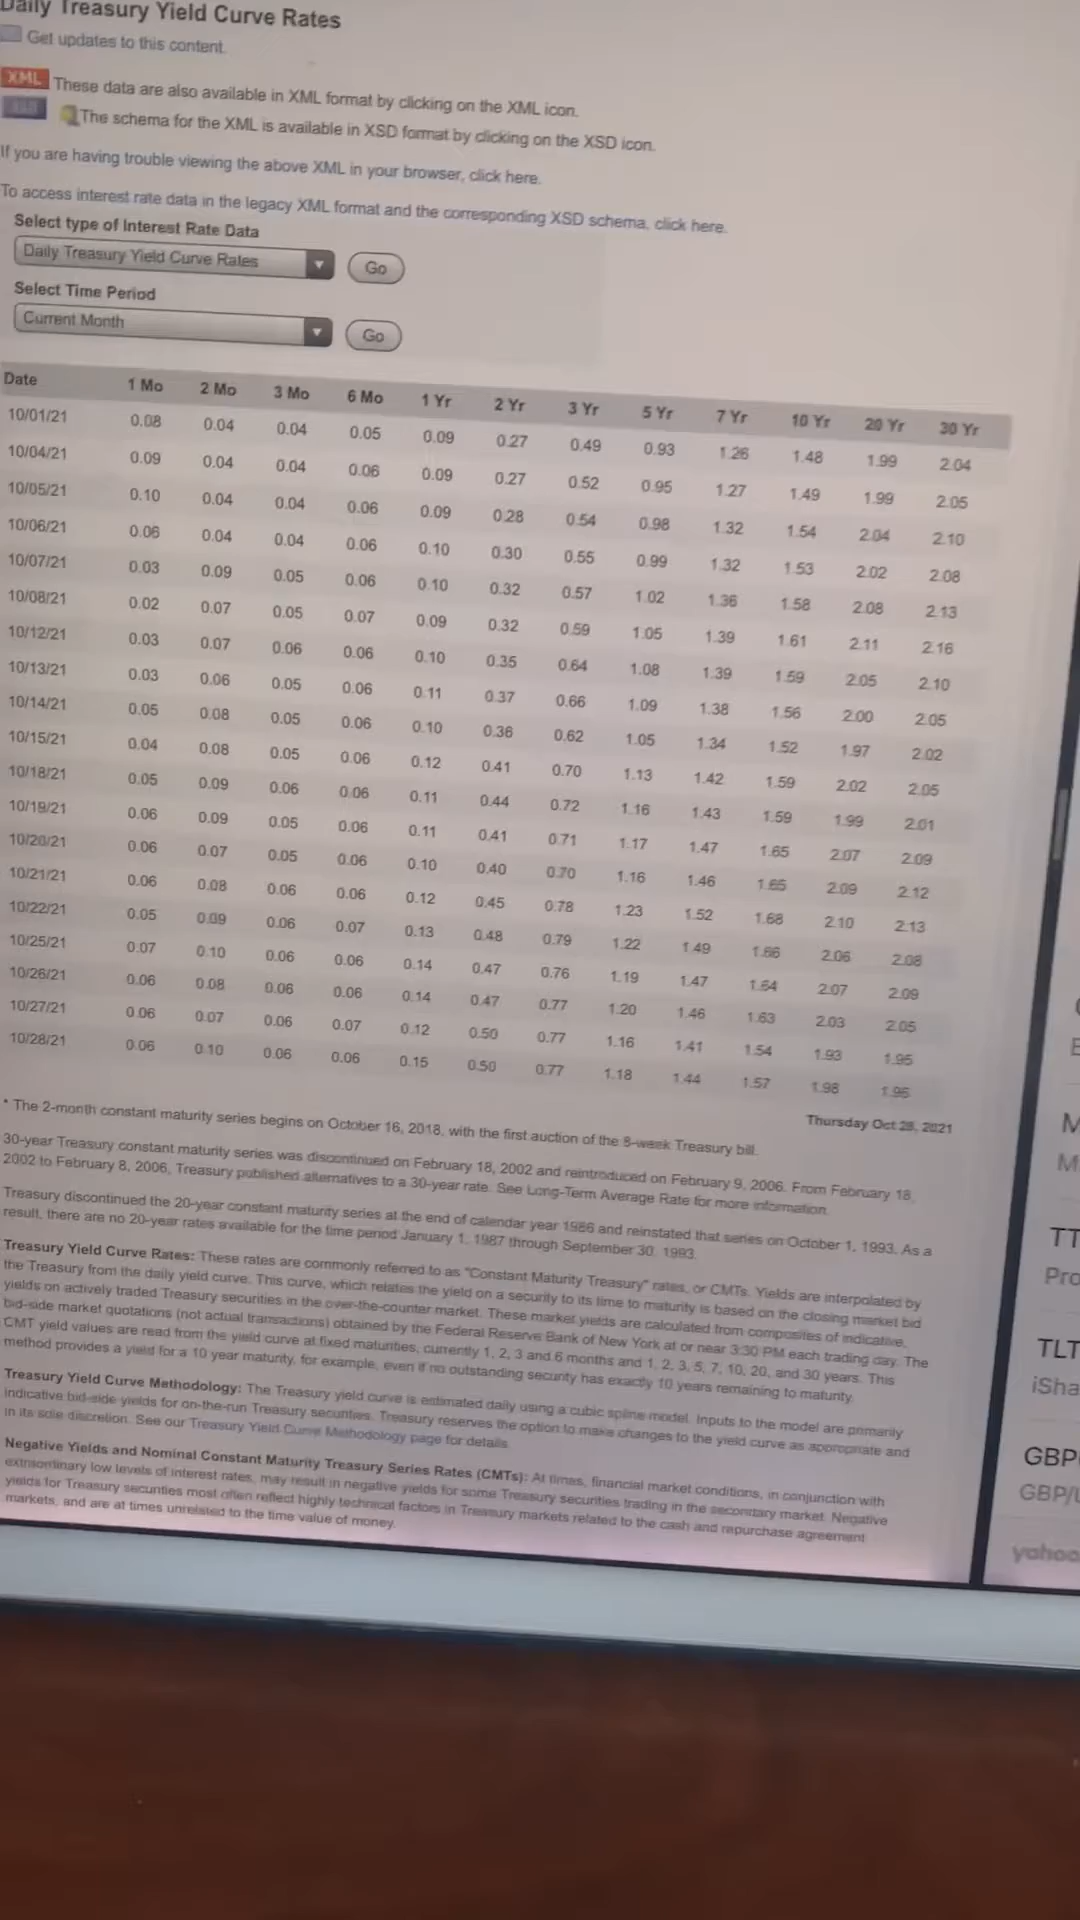 Daily Treasury Yield Curve Rates
Get updates to this content.
XML These data are also available in XML format by clicking on the XML icon.
The schema for the XML is available in XSD format by clicking on the XSD icon.
If you are having trouble viewing the above XML in your browser, click here.
To access interest rate data in the legacy XML format and the corresponding XSD schema, click here.
Select type of Interest Rate Data
Daily Treasury Yield Curve Rates Go
Select Time Period
Current Month Go
Date 1 Mo 2 Mo 3 Mo 6 Mo 1 Yr 2 Yr 3 Yr 5 Yr 7 Yr 10 Yr 20 Yr 30 Yr
10/01/21 0.08 0.04 0.04 0.05 0.09 0.27 0.49 0.93 1.26 1.48 1.99 2.04
10/04/21 0.09 0.04 0.04 0.06 0.09 0.27 0.52 0.95 1.27 1.49 1.99 2.05
10/05/21 0.10 0.04 0.04 0.06 0.09 0.28 0.54 0.98 1.32 1.54 2.04 2.10
10/06/21 0.06 0.04 0.04 0.06 0.10 0.30 0.55 0.99 1.32 1.53 2.02 2.08
10/07/21 0.03 0.09 0.05 0.06 0.10 0.32 0.57 1.02 1.36 1.58 2.08 2.13
10/08/21 0.02 0.07 0.05 0.07 0.09 0.32 0.59 1.05 1.39 1.61 2.11 2.16
10/12/21 0.03 0.07 0.06 0.06 0.10 0.35 0.64 1.08 1.39 1.59 2.05 2.10
10/13/21 0.03 0.06 0.05 0.06 0.11 0.37 0.66 1.09 1.38 1.56 2.00 2.05
10/14/21 0.05 0.08 0.05 0.06 0.10 0.36 0.62 1.05 1.34 1.52 1.97 2.02
10/15/21 0.04 0.08 0.05 0.06 0.12 0.41 0.70 1.13 1.42 1.59 2.02 2.05
10/18/21 0.05 0.09 0.06 0.06 0.11 0.44 0.72 1.16 1.43 1.59 1.99 2.01
10/19/21 0.06 0.09 0.05 0.06 0.11 0.41 0.71 1.17 1.47 1.65 2.07 2.09
10/20/21 0.06 0.07 0.05 0.06 0.10 0.40 0.70 1.16 1.46 1.65 2.09 2.12
10/21/21 0.06 0.08 0.06 0.06 0.12 0.45 0.78 1.23 1.52 1.68 2.10 2.13
10/22/21 0.05 0.09 0.06 0.07 0.13 0.48 0.79 1.22 1.49 1.66 2.06 2.08
10/25/21 0.07 0.10 0.06 0.06 0.14 0.47 0.76 1.19 1.47 1.64 2.07 2.09
10/26/21 0.06 0.08 0.06 0.06 0.14 0.47 0.77 1.20 1.46 1.63 2.03 2.05
10/27/21 0.06 0.07 0.06 0.07 0.12 0.50 0.77 1.16 1.41 1.54 1.93 1.95
10/28/21 0.06 0.10 0.06 0.06 0.15 0.50 0.77 1.18 1.44 1.57 1.98 1.96
Thursday Oct 28, 2021
* The 2-month constant maturity series begins on October 16, 2018, with the first auction of the 8-week Treasury bill.
30-year Treasury constant maturity series was discontinued on February 18, 2002 and reintroduced on February 9, 2006. From February 18,
2002 to February 8, 2006, Treasury published alternatives to a 30-year rate. See Long-Term Average Rate for more information.
Treasury discontinued the 20-year constant maturity series at the end of calendar year 1986 and reinstated that series on October 1, 1993. As a
result, there are no 20-year rates available for the time period January 1, 1987 through September 30, 1993.
Treasury Yield Curve Rates: These rates are commonly referred to as "Constant Maturity Treasury" rates, or CMTs. Yields are interpolated by
the Treasury from the daily yield curve. This curve, which relates the yield on a security to its time to maturity is based on the closing market bid
yields on actively traded Treasury securities in the over-the-counter market. These market yields are calculated from composites of indicative,
bid-side market quotations (not actual transactions) obtained by the Federal Reserve Bank of New York at or near 3:30 PM each trading day. The
CMT yield values are read from the yield curve at fixed maturities, currently 1, 2, 3 and 6 months and 1, 2, 3, 5, 7, 10, 20, and 30 years. This
method provides a yield for a 10 year maturity, for example, even if no outstanding security has exactly 10 years remaining to maturity.
Treasury Yield Curve Methodology: The Treasury yield curve is estimated daily using a cubic spline model. Inputs to the model are primarily
indicative bid-side yields for on-the-run Treasury securities. Treasury reserves the option to make changes to the yield curve as appropriate and
in its sole discretion. See our Treasury Yield Curve Methodology page for details.
Negative Yields and Nominal Constant Maturity Treasury Series Rates (CMTs): At times, financial market conditions, in conjunction with
extraordinary low levels of interest rates, may result in negative yields for some Treasury securities trading in the secondary market. Negative
yields for Treasury securities most often reflect highly technical factors in Treasury markets related to the cash and repurchase agreement
markets, and are at times unrelated to the time value of money.
M
M
TT
Pro
TLT
iSha
GBP
GBP/U
yahoo